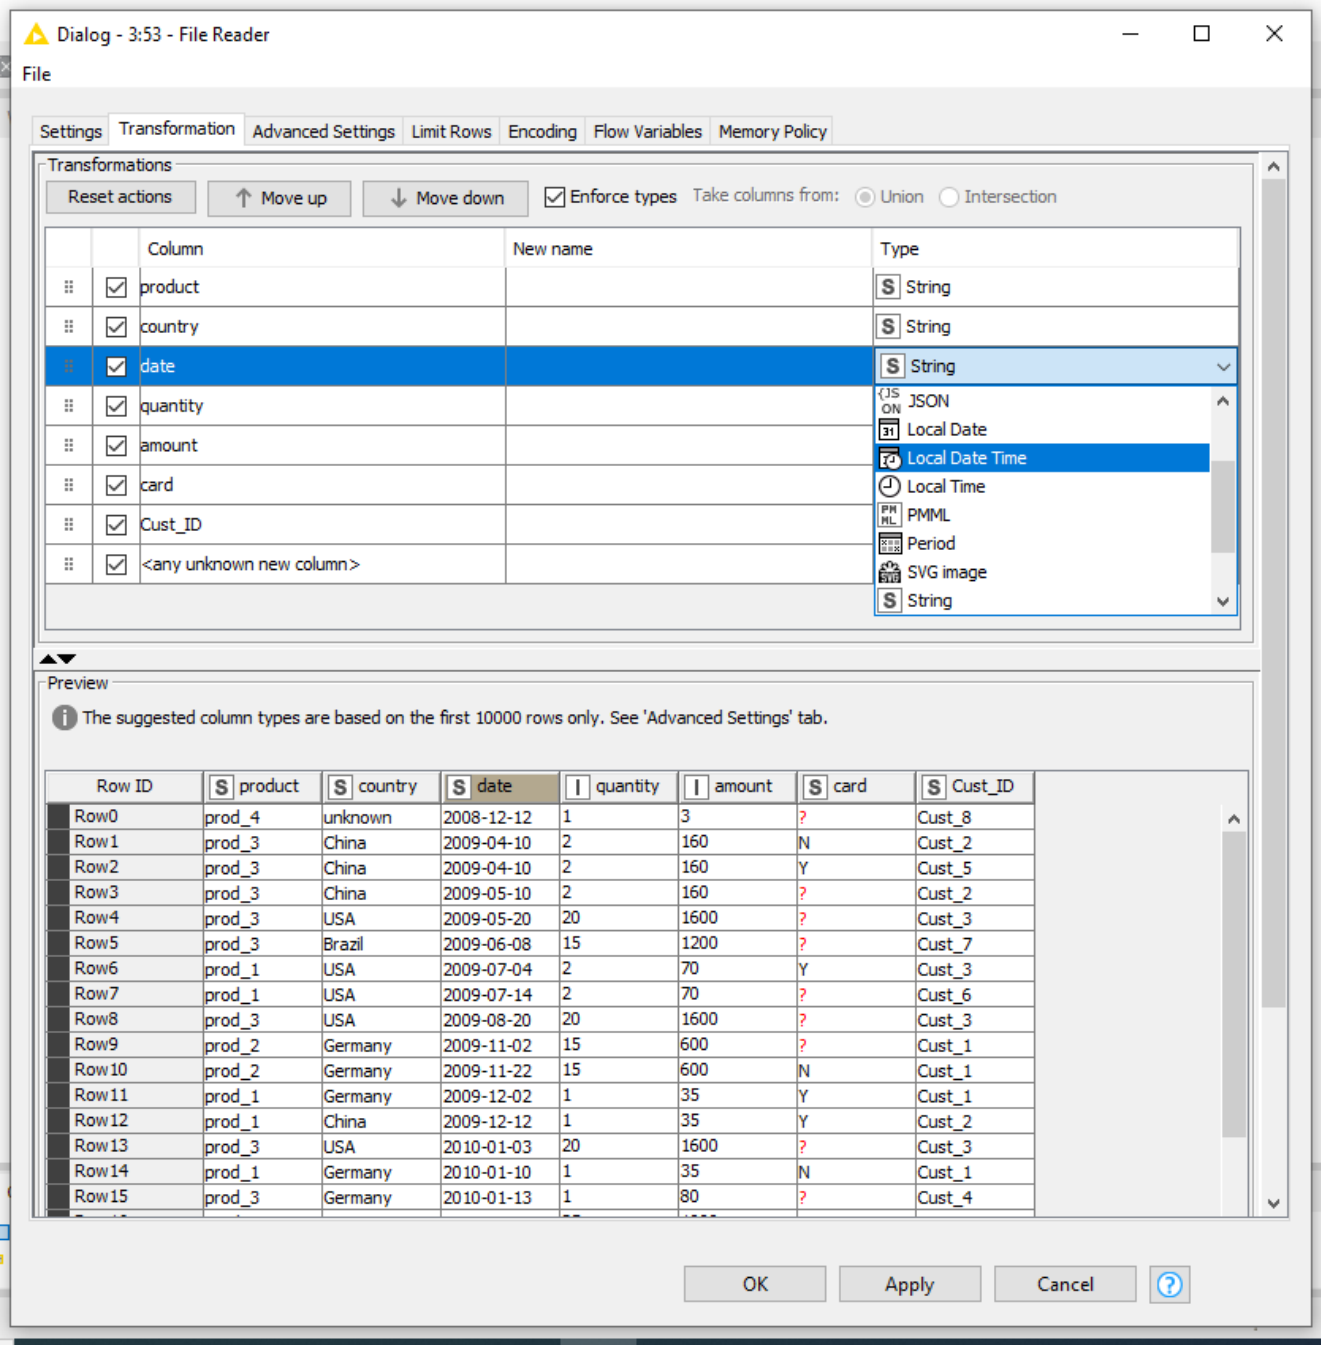 Dialog - 3:53 - File Reader
File
Settings Transformation Advanced Settings Limit Rows Encoding Flow Variables Memory Policy
Transformations
Reset actions Move up Move down Enforce types Take columns from: Union Intersection
Column New name Type
product S String
country S String
date S String
quantity
amount
card
Cust_ID
<any unknown new column>
{JS ON JSON
31 Local Date
Local Date Time
Local Time
PM ML PMML
Period
SVG SVG image
S String
Preview
i The suggested column types are based on the first 10000 rows only. See 'Advanced Settings' tab.
Row ID S product S country S date I quantity I amount S card S Cust_ID
Row0 prod_4 unknown 2008-12-12 1 3 ? Cust_8
Row1 prod_3 China 2009-04-10 2 160 N Cust_2
Row2 prod_3 China 2009-04-10 2 160 Y Cust_5
Row3 prod_3 China 2009-05-10 2 160 ? Cust_2
Row4 prod_3 USA 2009-05-20 20 1600 ? Cust_3
Row5 prod_3 Brazil 2009-06-08 15 1200 ? Cust_7
Row6 prod_1 USA 2009-07-04 2 70 Y Cust_3
Row7 prod_1 USA 2009-07-14 2 70 ? Cust_6
Row8 prod_3 USA 2009-08-20 20 1600 ? Cust_3
Row9 prod_2 Germany 2009-11-02 15 600 ? Cust_1
Row10 prod_2 Germany 2009-11-22 15 600 N Cust_1
Row11 prod_1 Germany 2009-12-02 1 35 Y Cust_1
Row12 prod_1 China 2009-12-12 1 35 Y Cust_2
Row13 prod_3 USA 2010-01-03 20 1600 ? Cust_3
Row14 prod_1 Germany 2010-01-10 1 35 N Cust_1
Row15 prod_3 Germany 2010-01-13 1 80 ? Cust_4
OK Apply Cancel ?